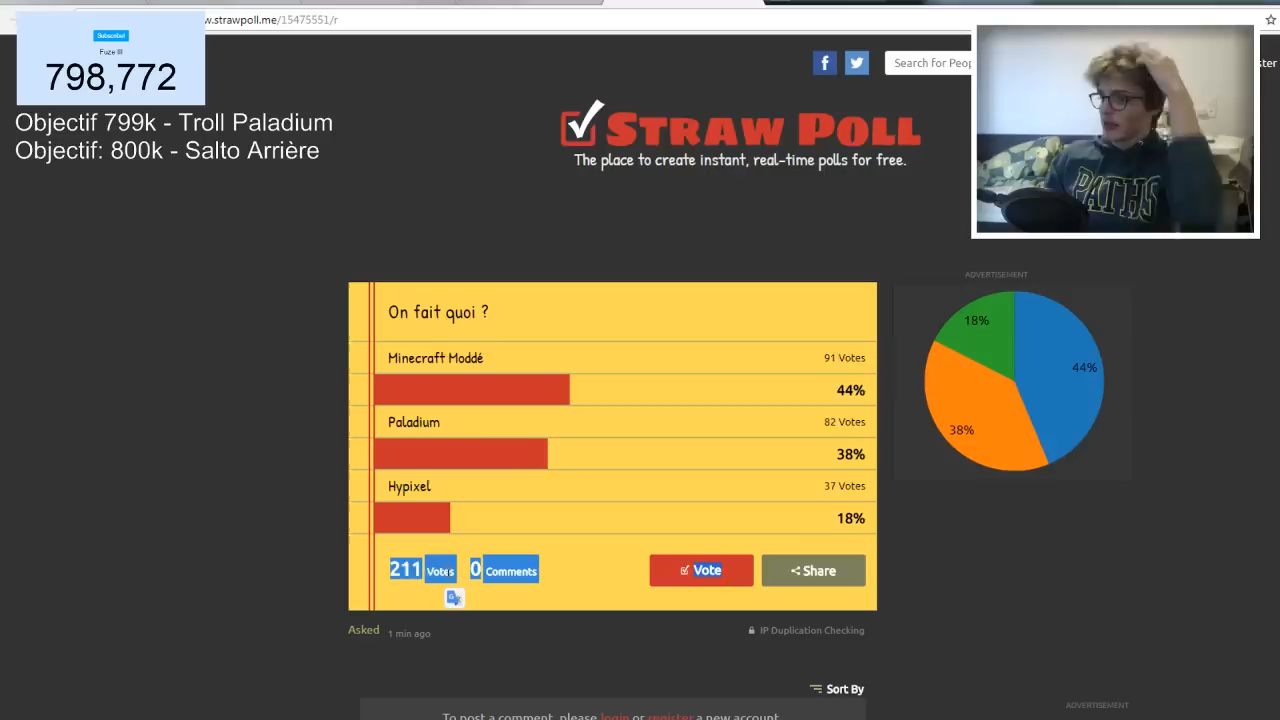 w.strawpoll.me/15475551/r
Subscribe!
Fuze III
798,772
Objectif 799k - Troll Paladium
Objectif: 800k - Salto Arrière
f
Search for Peop
ster
STRAW POLL
The place to create instant, real-time polls for free.
PATHS
ADVERTISEMENT
18%
44%
38%
On fait quoi ?
Minecraft Moddé 91 Votes
44%
Paladium 82 Votes
38%
Hypixel 37 Votes
18%
211 Votes 0 Comments Vote Share
G
Asked 1 min ago IP Duplication Checking
Sort By
ADVERTISEMENT
To post a comment, please login or register a new account.